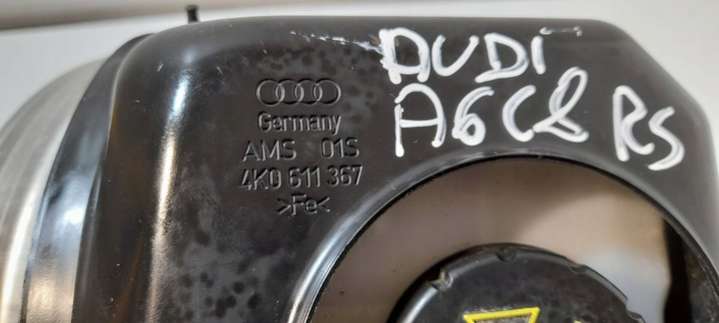 AUDI
A6C8 RS
Germany
AMS 01S
4K0 611 367
>Fe<